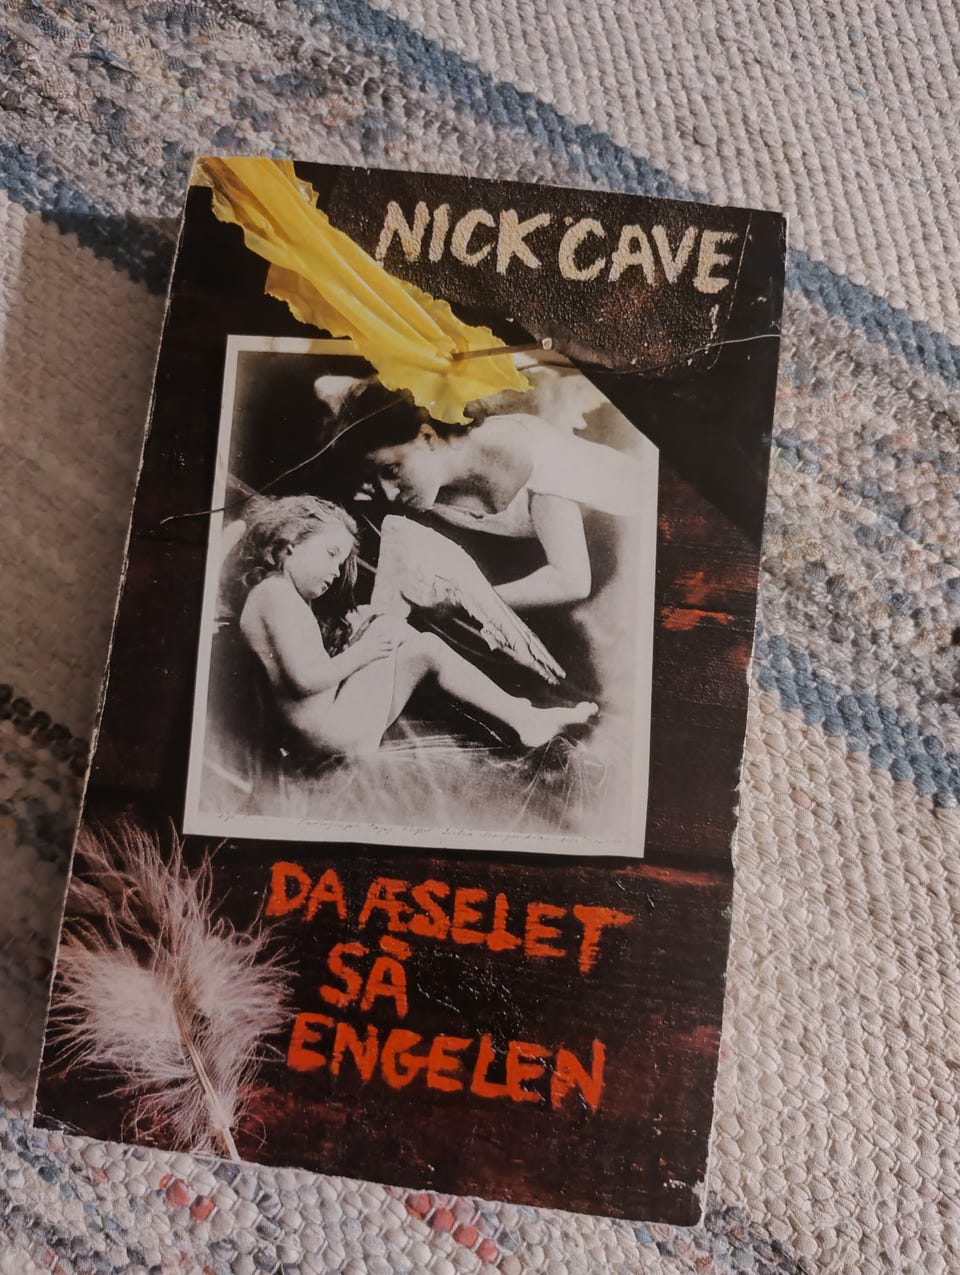 NICK CAVE
DA ÆSELET
SÅ
ENGELEN